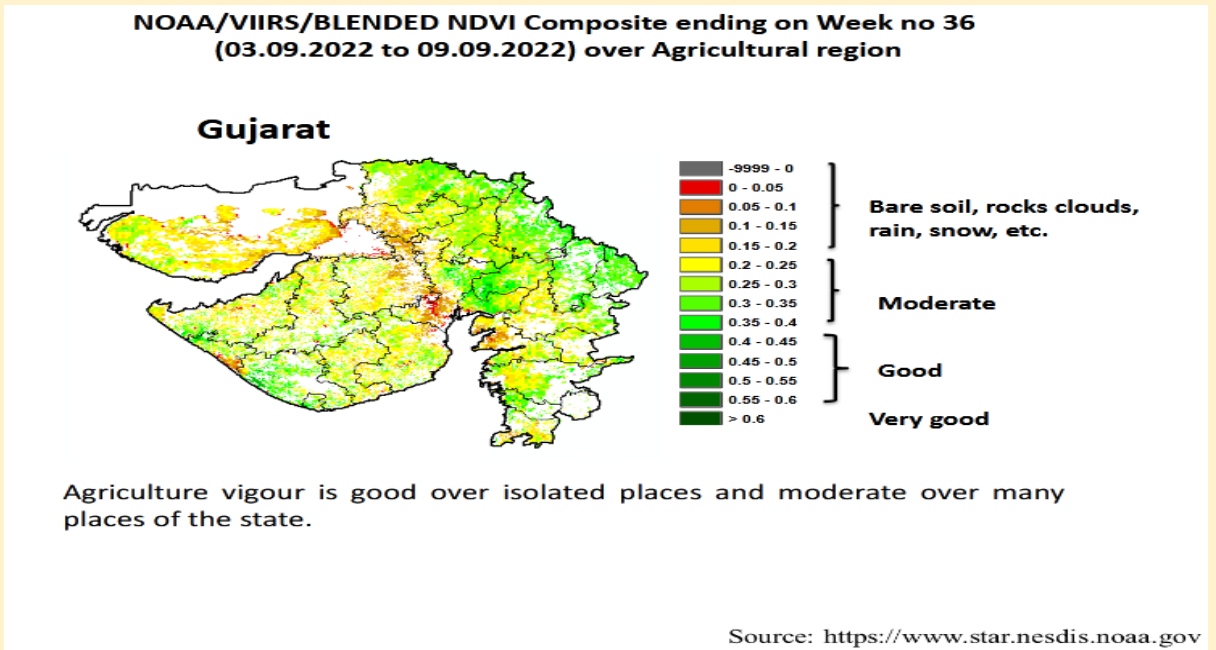 NOAA/VIIRS/BLENDED NDVI Composite ending on Week no 36
(03.09.2022 to 09.09.2022) over Agricultural region
Gujarat
-9999 - 0
0 - 0.05
0.05 - 0.1
0.1 - 0.15
0.15 - 0.2
0.2 - 0.25
0.25 - 0.3
0.3 - 0.35
0.35 - 0.4
0.4 - 0.45
0.45 - 0.5
0.5 - 0.55
0.55 - 0.6
> 0.6
Bare soil, rocks clouds,
rain, snow, etc.
Moderate
Good
Very good
Agriculture vigour is good over isolated places and moderate over many
places of the state.
Source: https://www.star.nesdis.noaa.gov